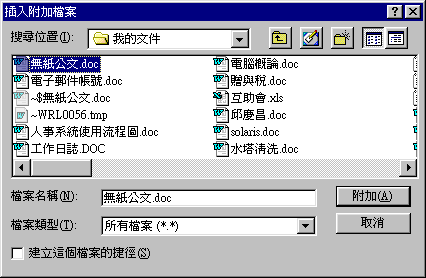 插入附加檔案
搜尋位置(I): 我的文件
無紙公文.doc 電腦概論.doc
電子郵件帳號.doc 贈與稅.doc
~$無紙公文.doc 互助會.xls
~WRL0056.tmp 邱慶昌.doc
人事系統使用流程圖.doc solaris.doc
工作日誌.DOC 水塔清洗.doc
檔案名稱(N): 無紙公文.doc 附加(A)
檔案類型(T): 所有檔案 (*.*) 取消
建立這個檔案的捷徑(S)